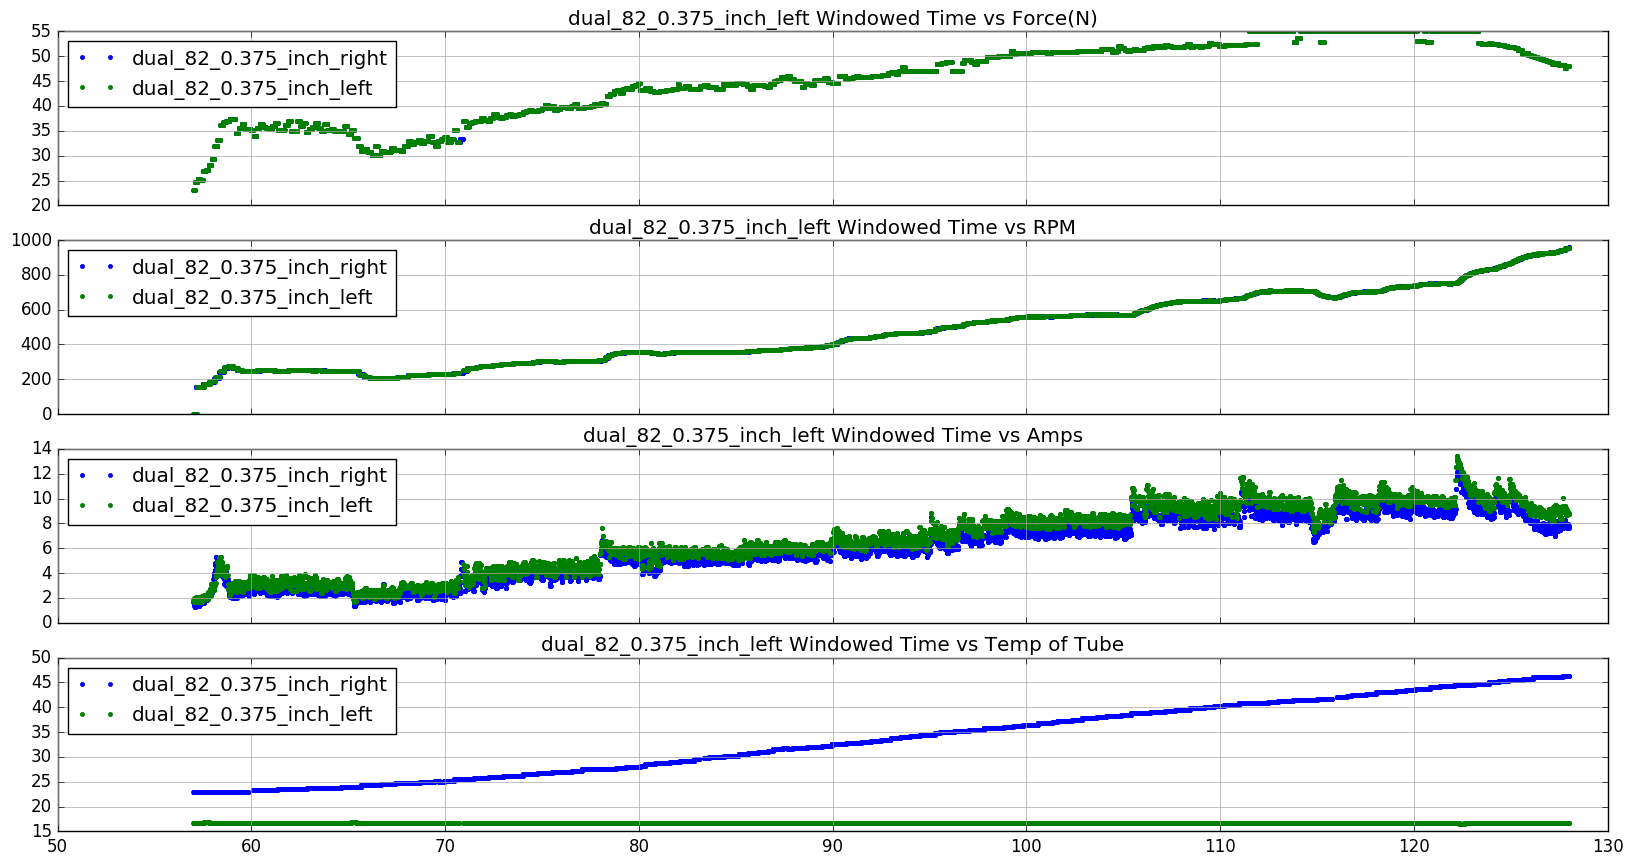 dual_82_0.375_inch_left Windowed Time vs Force(N)
55
50
45
40
35
30
25
20
dual_82_0.375_inch_right
dual_82_0.375_inch_left
dual_82_0.375_inch_left Windowed Time vs RPM
1000
800
600
400
200
0
dual_82_0.375_inch_right
dual_82_0.375_inch_left
dual_82_0.375_inch_left Windowed Time vs Amps
14
12
10
8
6
4
2
0
dual_82_0.375_inch_right
dual_82_0.375_inch_left
dual_82_0.375_inch_left Windowed Time vs Temp of Tube
50
45
40
35
30
25
20
15
dual_82_0.375_inch_right
dual_82_0.375_inch_left
50 60 70 80 90 100 110 120 130